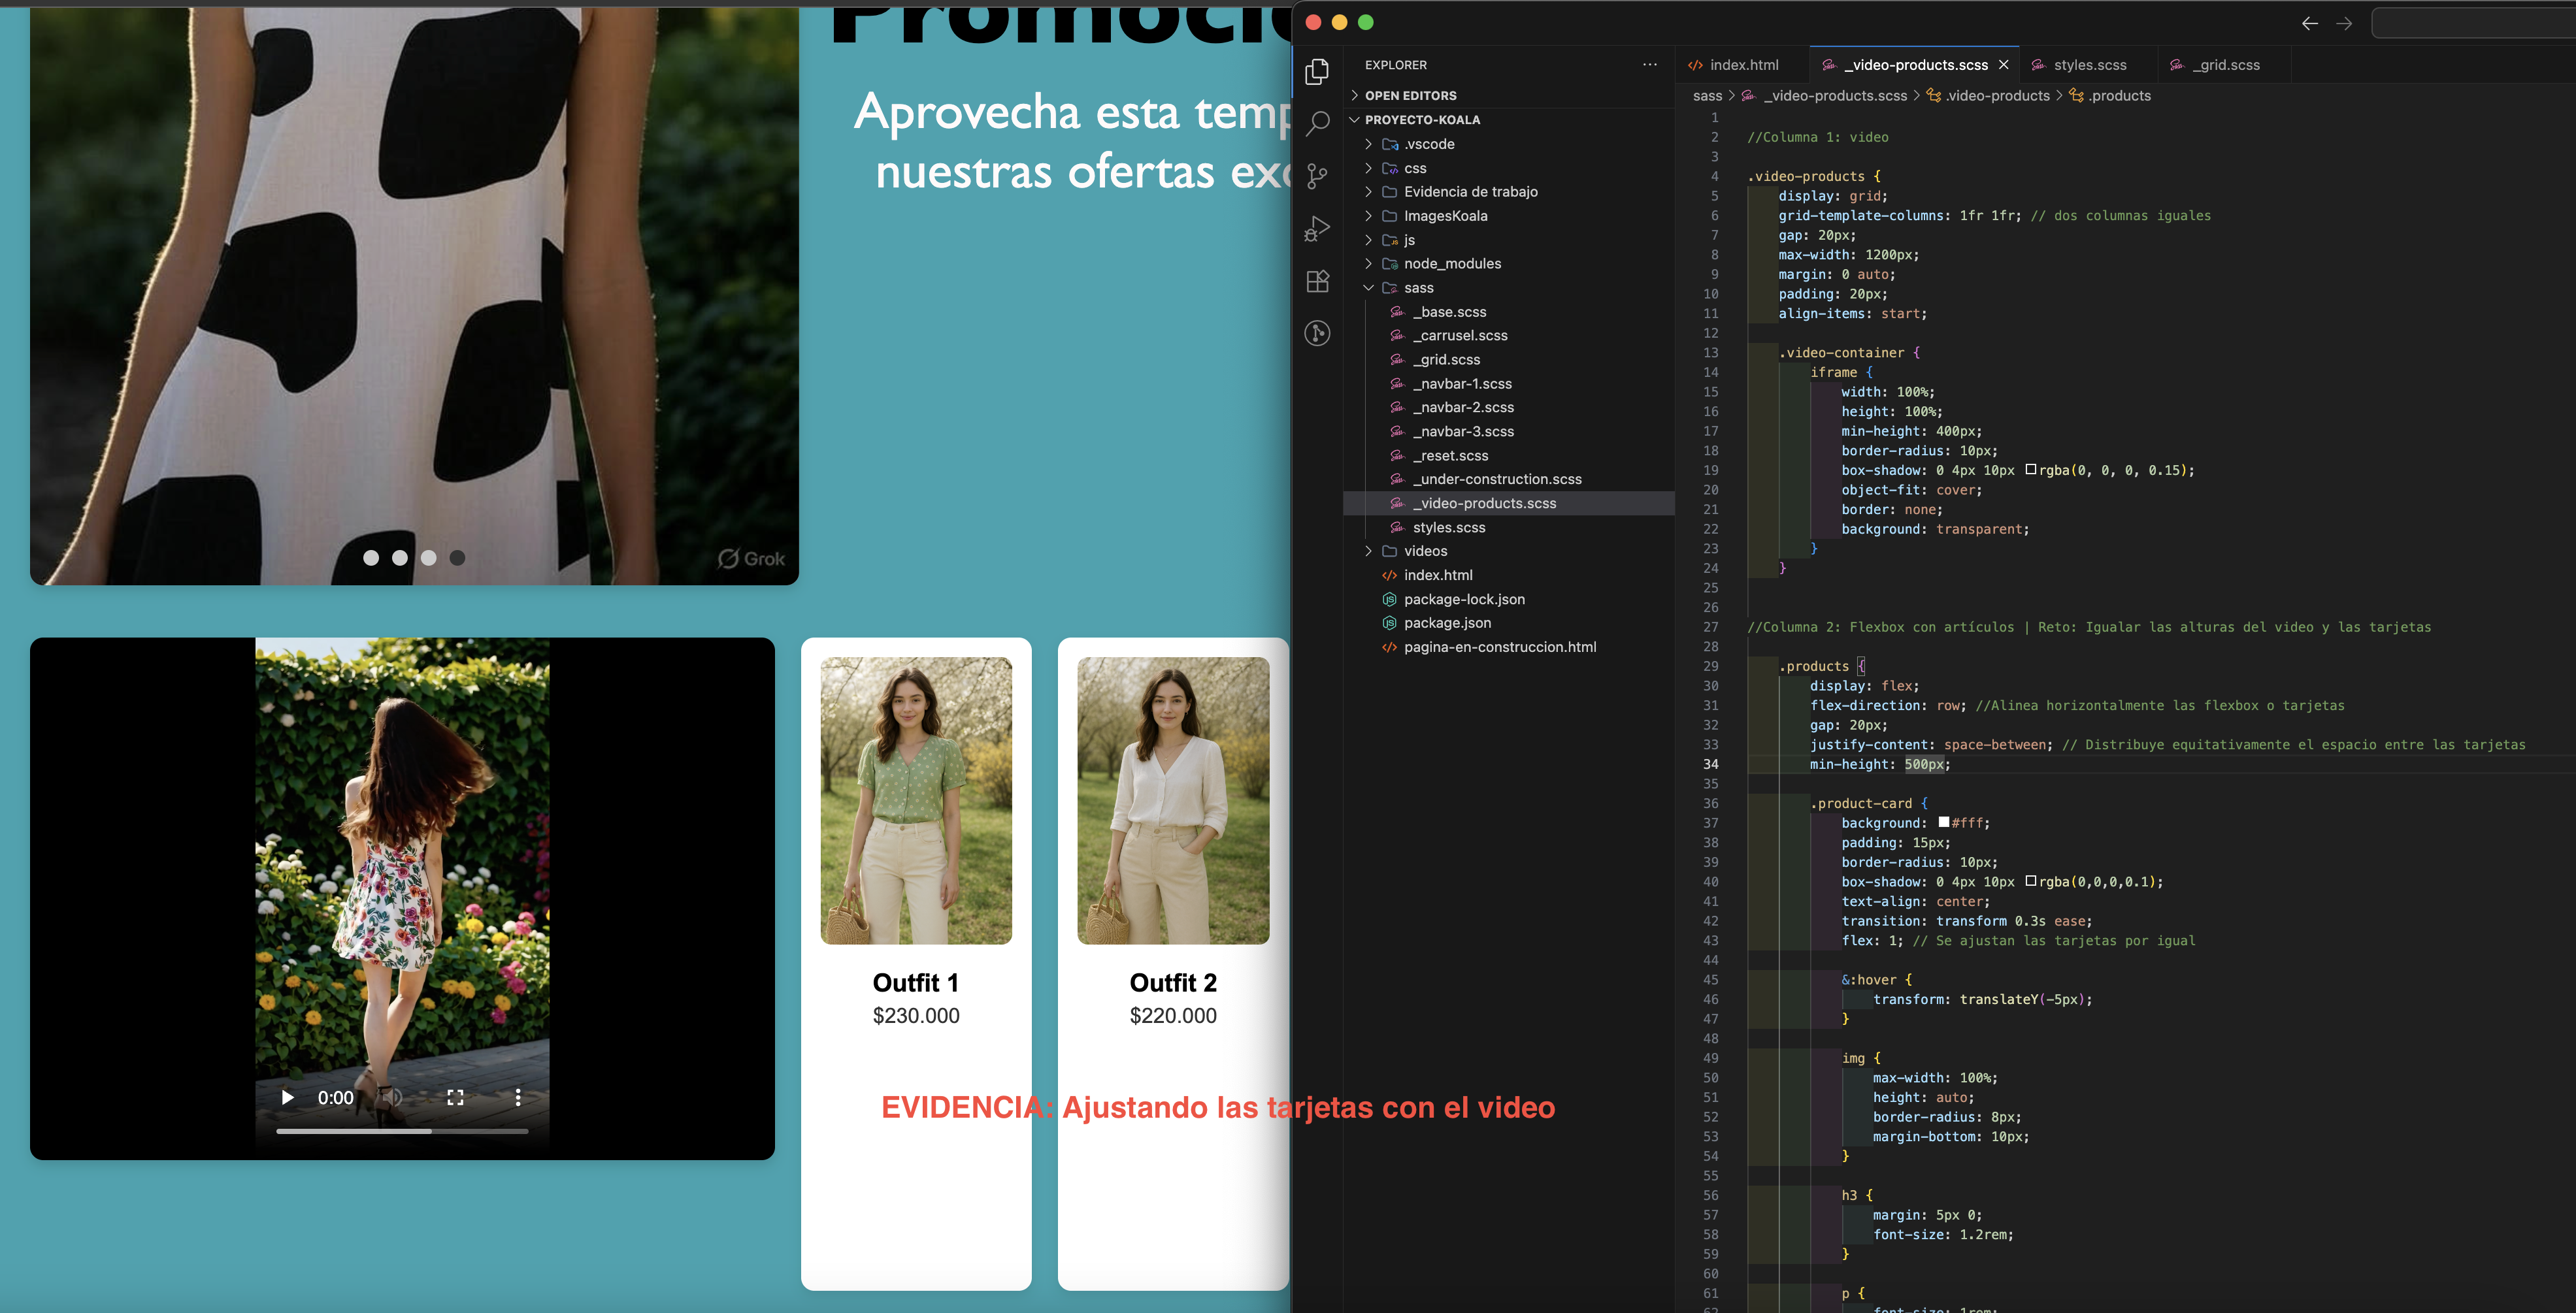 Aprovecha esta
nuestras ofertas
Grok
0:00
Outfit 1
$230.000
Outfit 2
$220.000
EVIDENCIA: Ajustando las tarjetas con el video
EXPLORER
OPEN EDITORS
PROYECTO-KOALA
.vscode
css
Evidencia de trabajo
ImagesKoala
js
node_modules
sass
_base.scss
_carrusel.scss
_grid.scss
_navbar-1.scss
_navbar-2.scss
_navbar-3.scss
_reset.scss
_under-construction.scss
_video-products.scss
styles.scss
videos
index.html
package-lock.json
package.json
pagina-en-construccion.html
index.html _video-products.scss styles.scss _grid.scss
sass > _video-products.scss > .video-products > .products
1
2 //Columna 1: video
3
4 .video-products {
5 display: grid;
6 grid-template-columns: 1fr 1fr; // dos columnas iguales
7 gap: 20px;
8 max-width: 1200px;
9 margin: 0 auto;
10 padding: 20px;
11 align-items: start;
12
13 .video-container {
14 iframe {
15 width: 100%;
16 height: 100%;
17 min-height: 400px;
18 border-radius: 10px;
19 box-shadow: 0 4px 10px rgba(0, 0, 0, 0.15);
20 object-fit: cover;
21 border: none;
22 background: transparent;
23 }
24 }
25
26
27 //Columna 2: Flexbox con artículos | Reto: Igualar las alturas del video y las tarjetas
28
29 .products {
30 display: flex;
31 flex-direction: row; //Alinea horizontalmente las flexbox o tarjetas
32 gap: 20px;
33 justify-content: space-between; // Distribuye equitativamente el espacio entre las tarjetas
34 min-height: 500px;
35
36 .product-card {
37 background: #fff;
38 padding: 15px;
39 border-radius: 10px;
40 box-shadow: 0 4px 10px rgba(0,0,0,0.1);
41 text-align: center;
42 transition: transform 0.3s ease;
43 flex: 1; // Se ajustan las tarjetas por igual
44
45 &:hover {
46 transform: translateY(-5px);
47 }
48
49 img {
50 max-width: 100%;
51 height: auto;
52 border-radius: 8px;
53 margin-bottom: 10px;
54 }
55
56 h3 {
57 margin: 5px 0;
58 font-size: 1.2rem;
59 }
60
61 p {